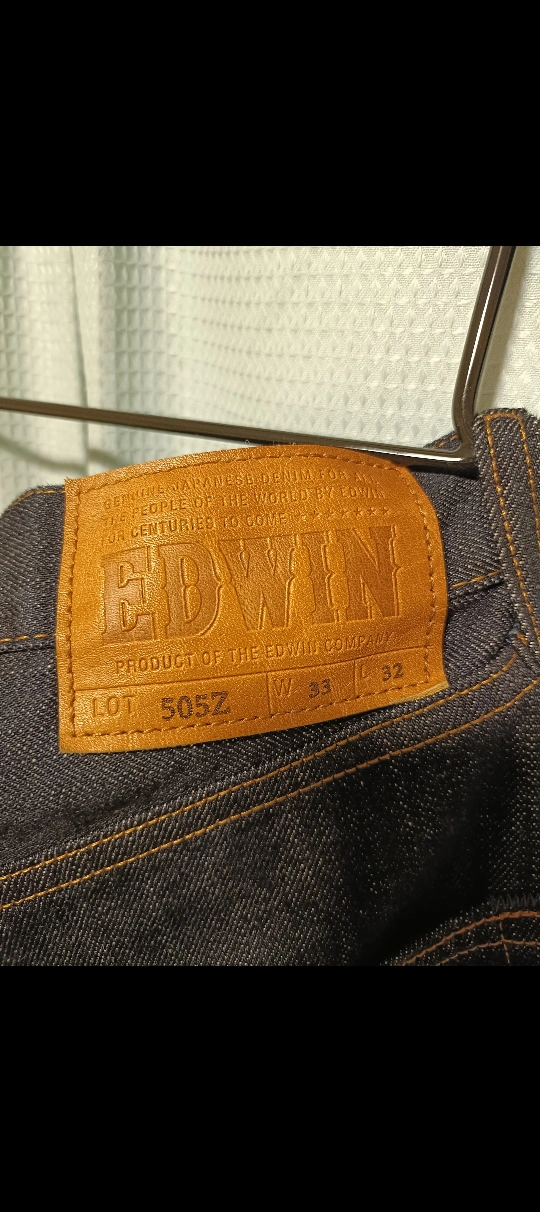 GENUINE JAPANESE DENIM FOR ALL
THE PEOPLE OF THE WORLD BY EDWIN
FOR CENTURIES TO COME ★★★★★★★
EDWIN
PRODUCT OF THE EDWIN COMPANY
LOT 505Z W 33 L 32